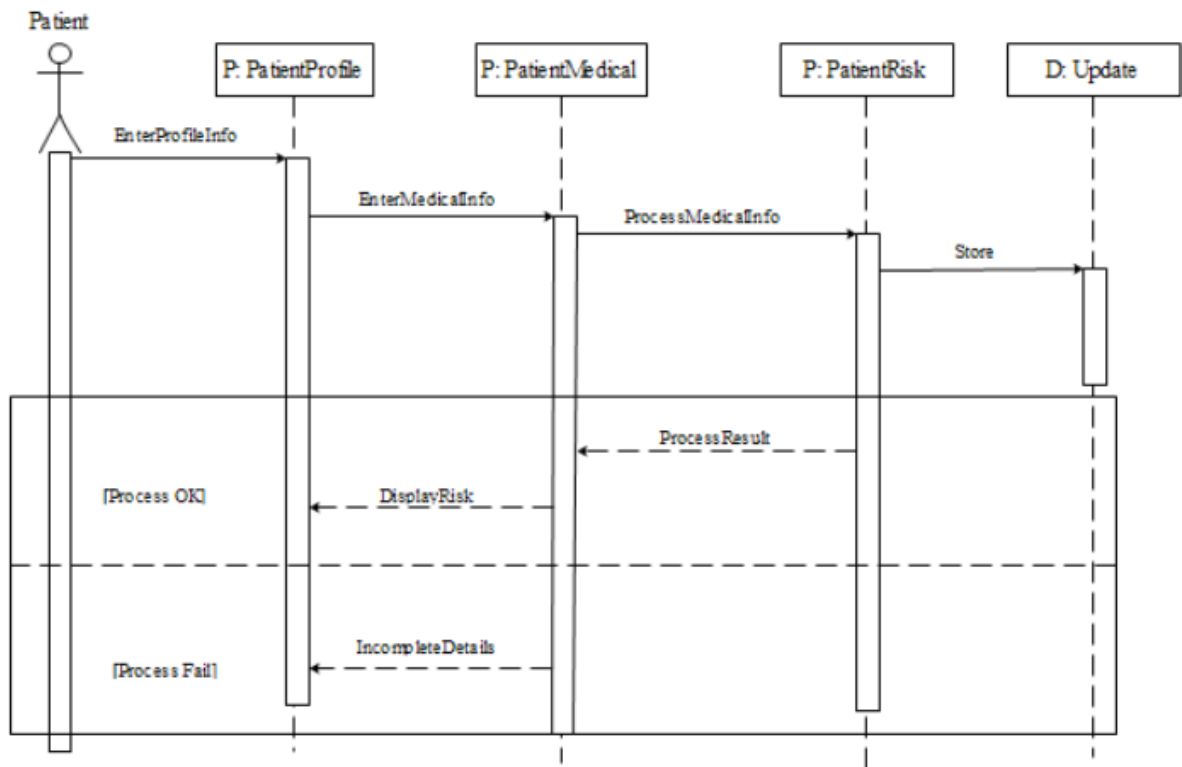 Patient
P: PatientProfile
P: PatientMedical
P: PatientRisk
D: Update
EnterProfileInfo
EnterMedicalInfo
ProcessMedicalInfo
Store
ProcessResult
[Process OK]
DisplayRisk
IncompleteDetails
[Process Fail]